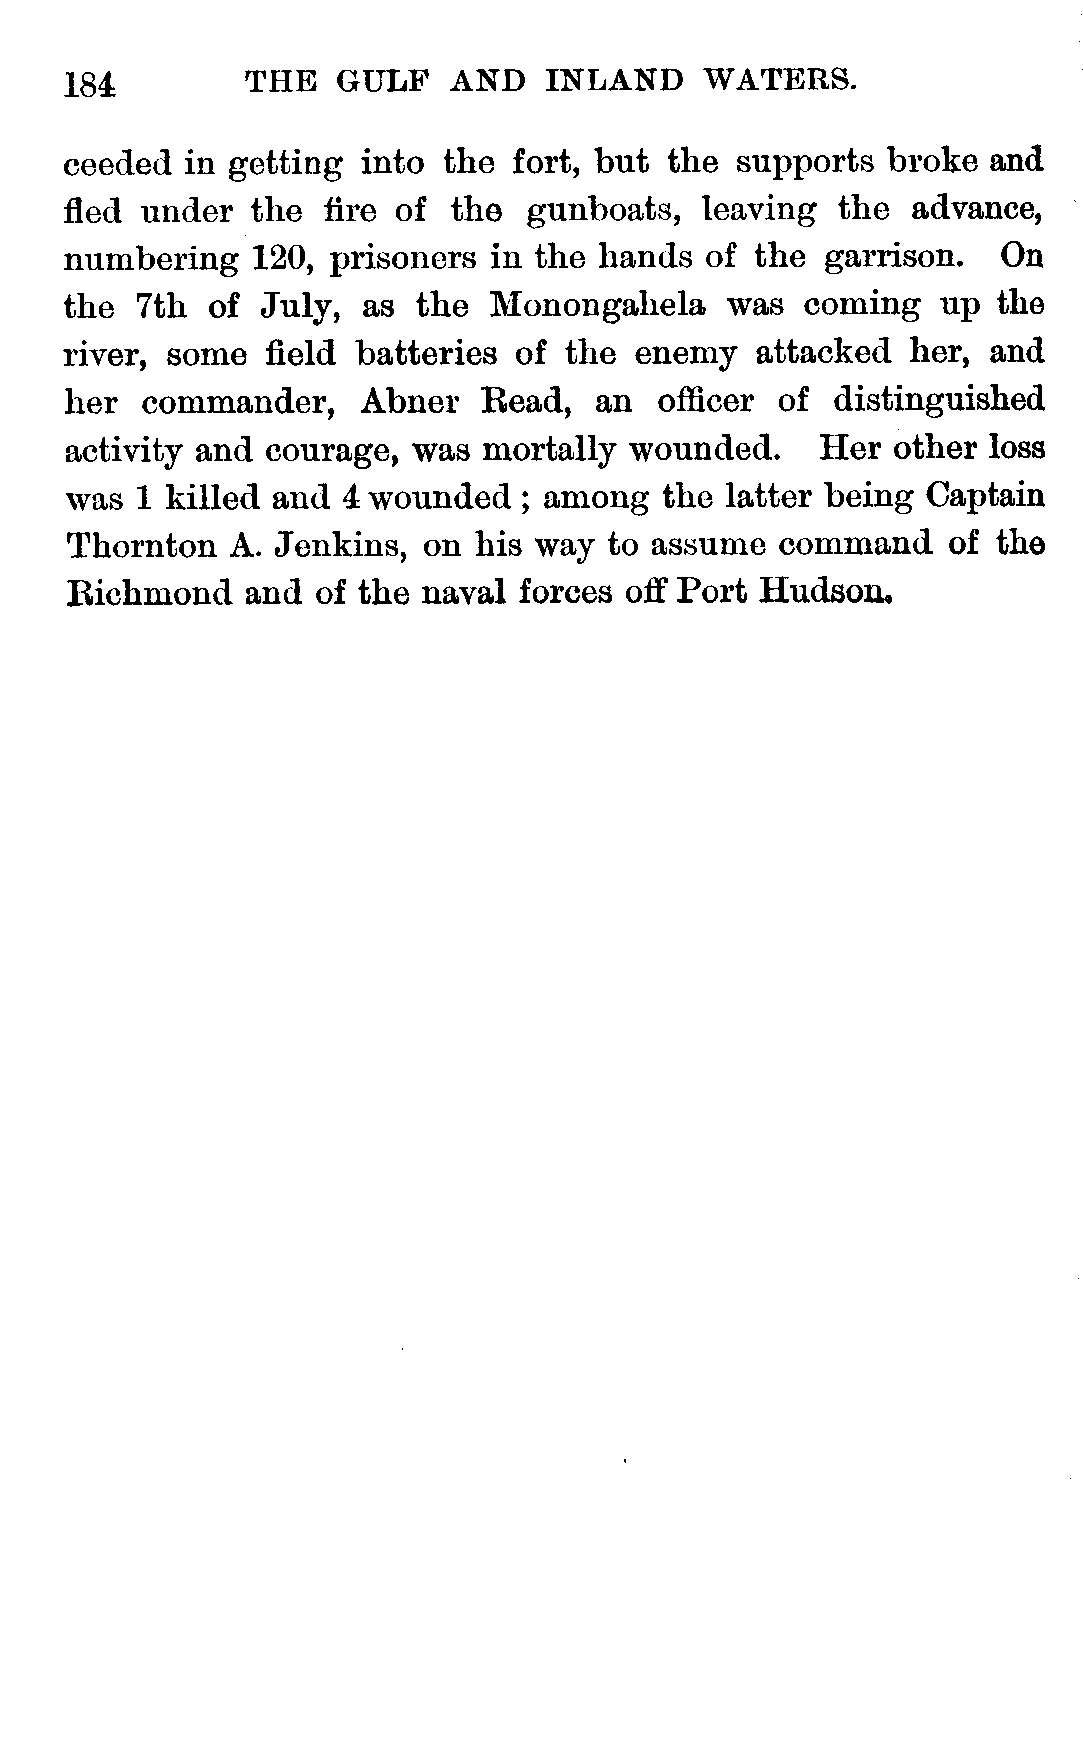 184 THE GULF AND INLAND WATERS.
ceeded in getting into the fort, but the supports broke and
fled under the fire of the gunboats, leaving the advance,
numbering 120, prisoners in the hands of the garrison. On
the 7th of July, as the Monongahela was coming up the
river, some field batteries of the enemy attacked her, and
her commander, Abner Read, an officer of distinguished
activity and courage, was mortally wounded. Her other loss
was 1 killed and 4 wounded ; among the latter being Captain
Thornton A. Jenkins, on his way to assume command of the
Richmond and of the naval forces off Port Hudson.